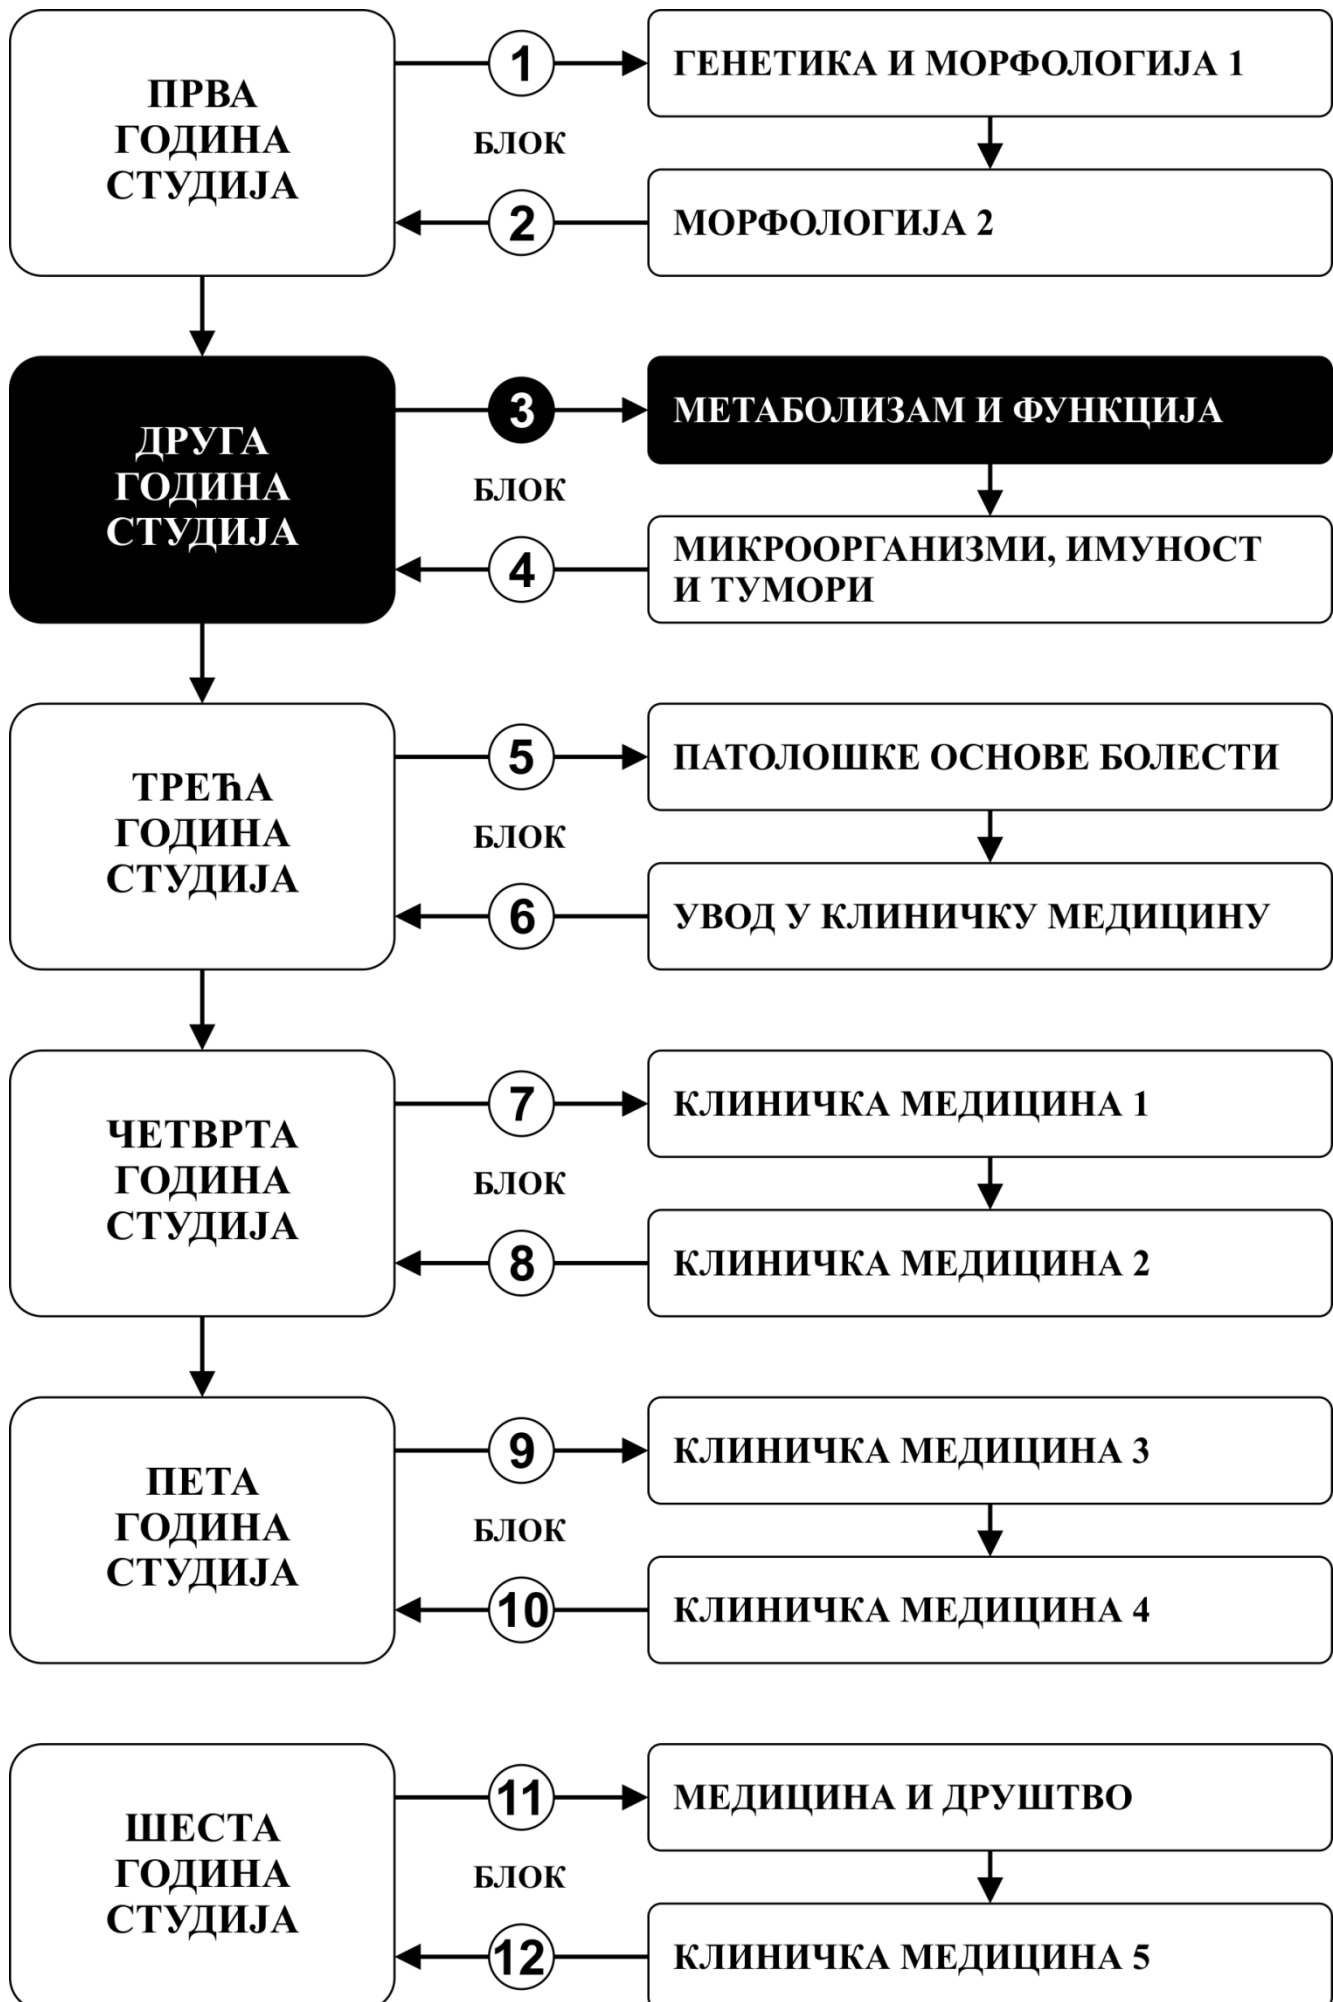 ПРВА
ГОДИНА
СТУДИЈА
1
БЛОК
2
ГЕНЕТИКА И МОРФОЛОГИЈА 1
МОРФОЛОГИЈА 2
ДРУГА
ГОДИНА
СТУДИЈА
3
БЛОК
4
МЕТАБОЛИЗАМ И ФУНКЦИЈА
МИКРООРГАНИЗМИ, ИМУНОСТ
И ТУМОРИ
ТРЕЋА
ГОДИНА
СТУДИЈА
5
БЛОК
6
ПАТОЛОШКЕ ОСНОВЕ БОЛЕСТИ
УВОД У КЛИНИЧКУ МЕДИЦИНУ
ЧЕТВРТА
ГОДИНА
СТУДИЈА
7
БЛОК
8
КЛИНИЧКА МЕДИЦИНА 1
КЛИНИЧКА МЕДИЦИНА 2
ПЕТА
ГОДИНА
СТУДИЈА
9
БЛОК
10
КЛИНИЧКА МЕДИЦИНА 3
КЛИНИЧКА МЕДИЦИНА 4
ШЕСТА
ГОДИНА
СТУДИЈА
11
БЛОК
12
МЕДИЦИНА И ДРУШТВО
КЛИНИЧКА МЕДИЦИНА 5